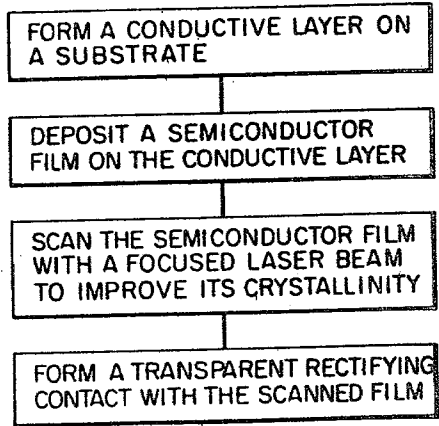 FORM A CONDUCTIVE LAYER ON
A SUBSTRATE
DEPOSIT A SEMICONDUCTOR
FILM ON THE CONDUCTIVE LAYER
SCAN THE SEMICONDUCTOR FILM
WITH A FOCUSED LASER BEAM
TO IMPROVE ITS CRYSTALLINITY
FORM A TRANSPARENT RECTIFYING
CONTACT WITH THE SCANNED FILM